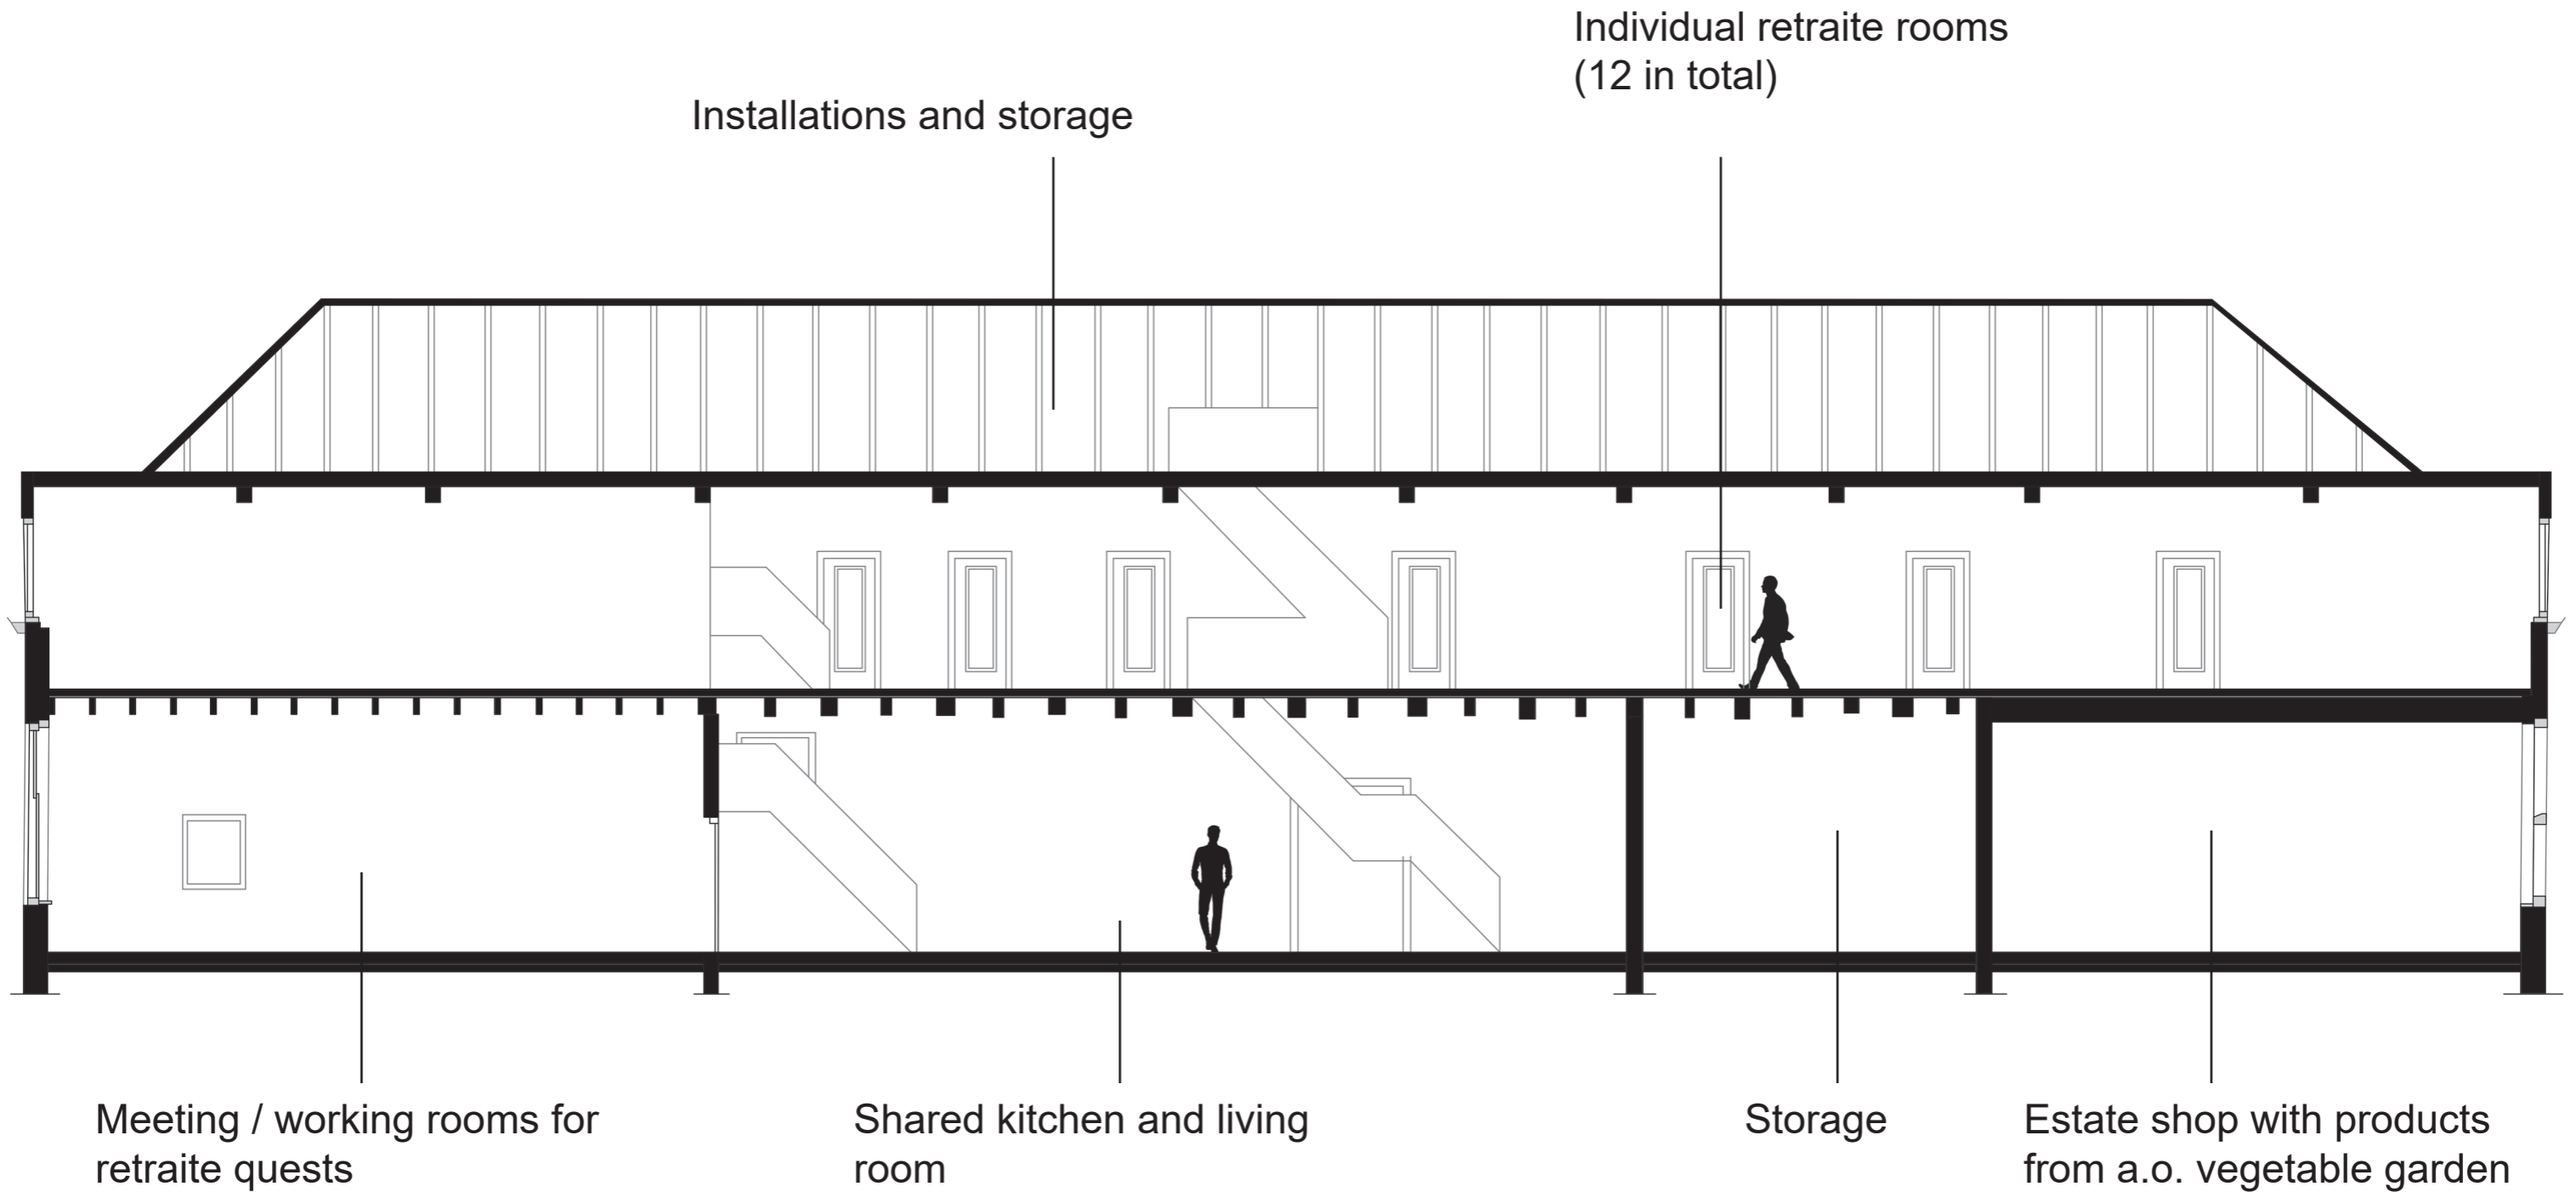 Individual retraite rooms
(12 in total)
Installations and storage
Meeting / working rooms for
retraite quests
Shared kitchen and living
room
Storage
Estate shop with products
from a.o. vegetable garden